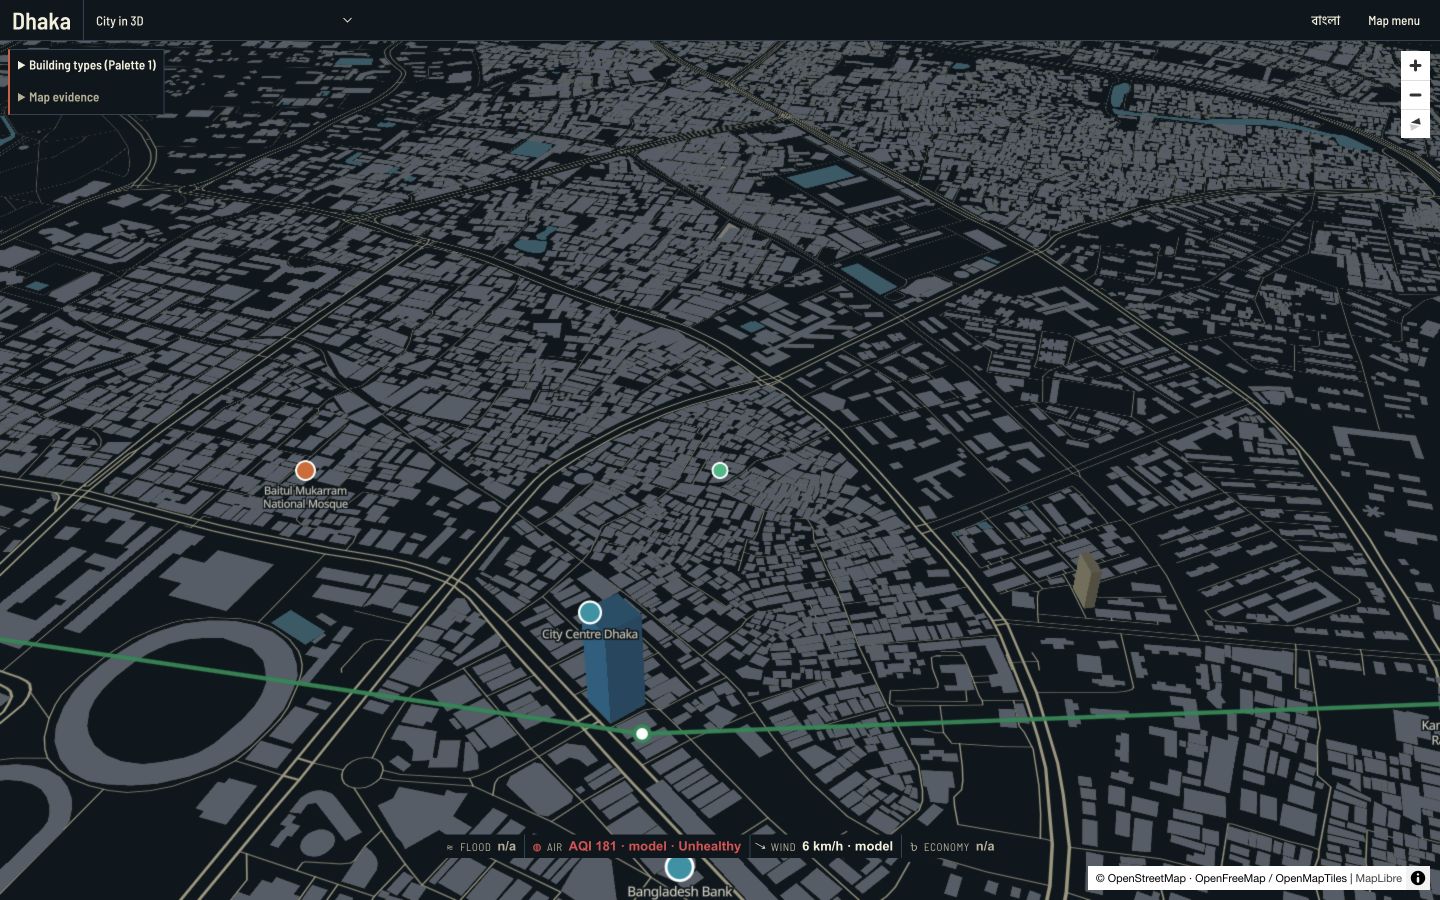 Dhaka
City in 3D
বাংলা
Map menu
Building types (Palette 1)
Map evidence
Baitul Mukarram
National Mosque
City Centre Dhaka
FLOOD n/a
AIR AQI 181 · model · Unhealthy
WIND 6 km/h · model
ECONOMY n/a
Bangladesh Bank
© OpenStreetMap · OpenFreeMap / OpenMapTiles | MapLibre